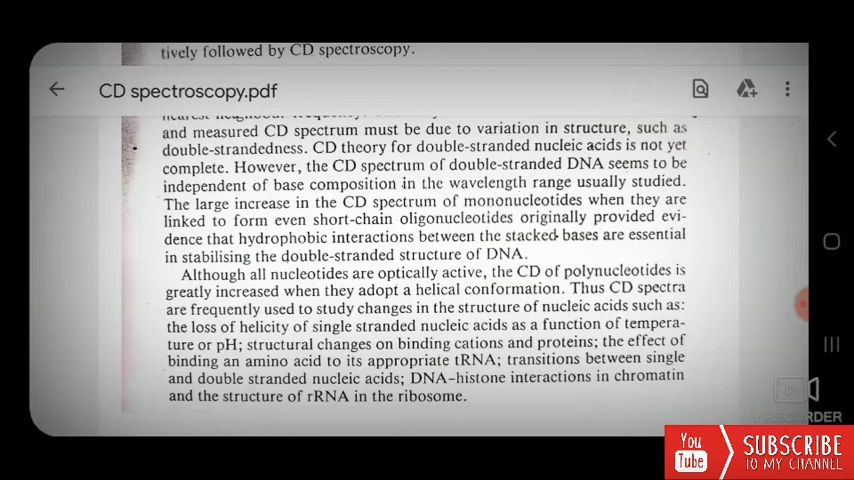 tively followed by CD spectroscopy.
CD spectroscopy.pdf
nearest neighbour frequency.
and measured CD spectrum must be due to variation in structure, such as
double-strandedness. CD theory for double-stranded nucleic acids is not yet
complete. However, the CD spectrum of double-stranded DNA seems to be
independent of base composition in the wavelength range usually studied.
The large increase in the CD spectrum of mononucleotides when they are
linked to form even short-chain oligonucleotides originally provided evi-
dence that hydrophobic interactions between the stacked bases are essential
in stabilising the double-stranded structure of DNA.
Although all nucleotides are optically active, the CD of polynucleotides is
greatly increased when they adopt a helical conformation. Thus CD spectra
are frequently used to study changes in the structure of nucleic acids such as:
the loss of helicity of single stranded nucleic acids as a function of tempera-
ture or pH; structural changes on binding cations and proteins; the effect of
binding an amino acid to its appropriate tRNA; transitions between single
and double stranded nucleic acids; DNA-histone interactions in chromatin
and the structure of rRNA in the ribosome.
RECORDER
You
Tube
SUBSCRIBE
TO MY CHANNEL